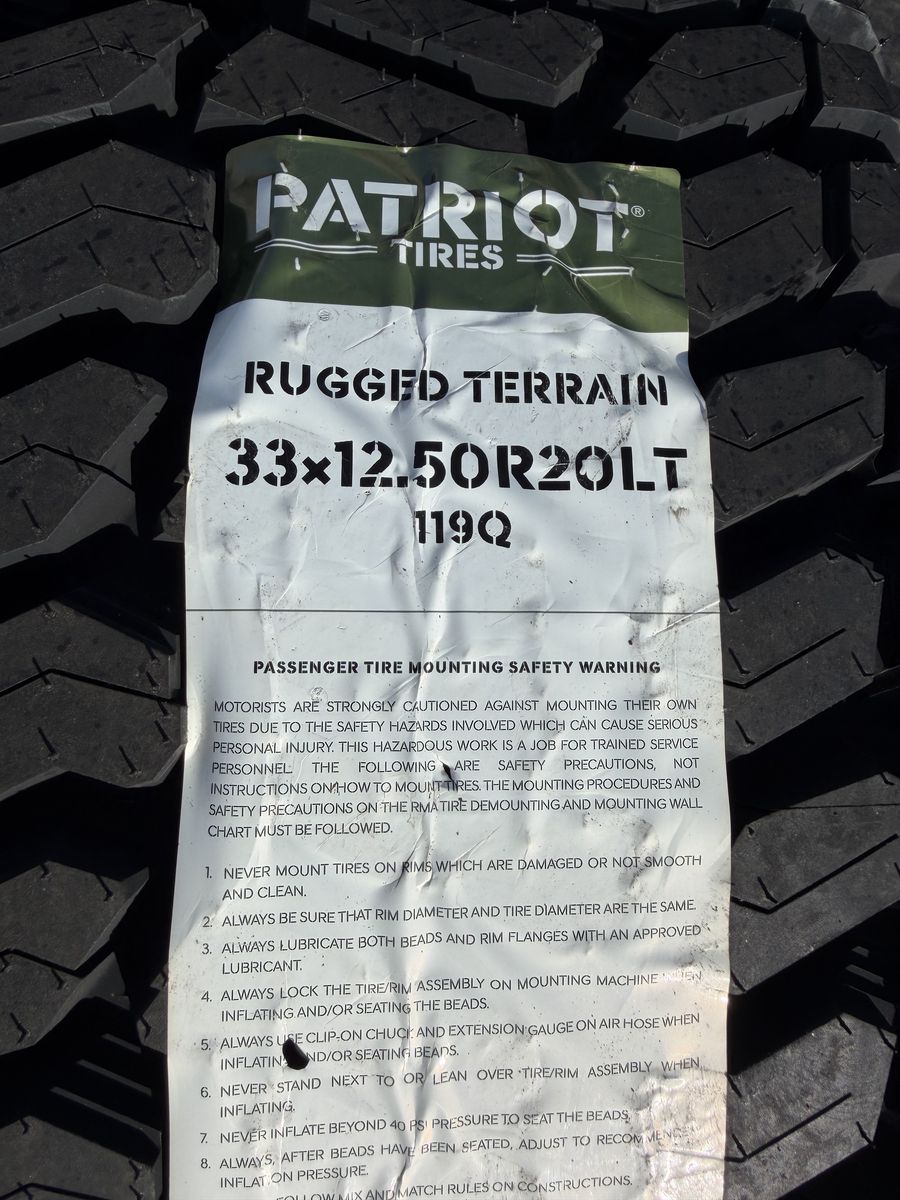 PATRIOT®
TIRES
RUGGED TERRAIN
33x12.50R20LT
119Q
PASSENGER TIRE MOUNTING SAFETY WARNING
MOTORISTS ARE STRONGLY CAUTIONED AGAINST MOUNTING THEIR OWN
TIRES DUE TO THE SAFETY HAZARDS INVOLVED WHICH CAN CAUSE SERIOUS
PERSONAL INJURY. THIS HAZARDOUS WORK IS A JOB FOR TRAINED SERVICE
PERSONNEL. THE FOLLOWING ARE SAFETY PRECAUTIONS, NOT
INSTRUCTIONS ON HOW TO MOUNT TIRES. THE MOUNTING PROCEDURES AND
SAFETY PRECAUTIONS ON THE RMA TIRE DEMOUNTING AND MOUNTING WALL
CHART MUST BE FOLLOWED.
1. NEVER MOUNT TIRES ON RIMS WHICH ARE DAMAGED OR NOT SMOOTH
AND CLEAN.
2. ALWAYS BE SURE THAT RIM DIAMETER AND TIRE DIAMETER ARE THE SAME.
3. ALWAYS LUBRICATE BOTH BEADS AND RIM FLANGES WITH AN APPROVED
LUBRICANT.
4. ALWAYS LOCK THE TIRE/RIM ASSEMBLY ON MOUNTING MACHINE WHEN
INFLATING AND/OR SEATING THE BEADS.
5. ALWAYS USE CLIP-ON CHUCK AND EXTENSION GAUGE ON AIR HOSE WHEN
INFLATING AND/OR SEATING BEADS.
6. NEVER STAND NEXT TO OR LEAN OVER TIRE/RIM ASSEMBLY WHEN
INFLATING.
7. NEVER INFLATE BEYOND 40 PSI PRESSURE TO SEAT THE BEADS.
8. ALWAYS, AFTER BEADS HAVE BEEN SEATED, ADJUST TO RECOMMENDED
INFLATION PRESSURE.
FOLLOW MIX AND MATCH RULES ON CONSTRUCTIONS.